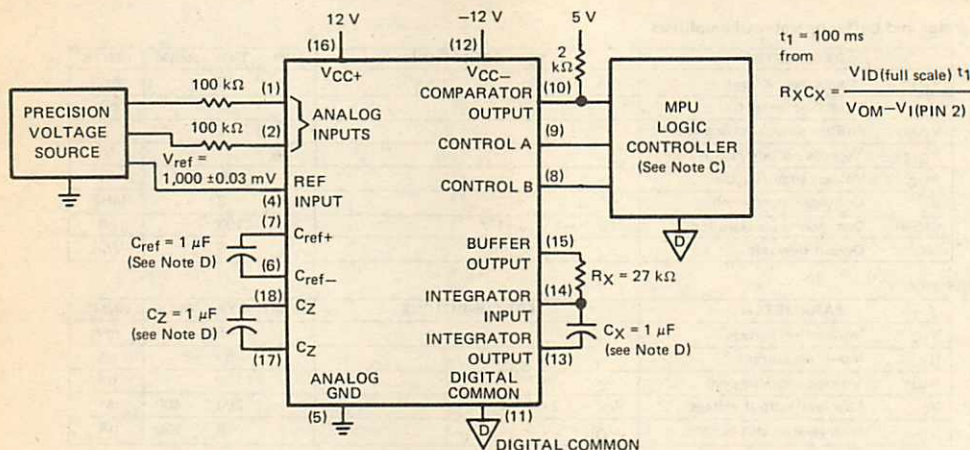 12 V
−12 V
5 V
(16)
(12)
2
kΩ
t1 = 100 ms
from
RXCX = VID(full scale) t1
VOM−VI(PIN 2)
PRECISION
VOLTAGE
SOURCE
100 kΩ
(1)
100 kΩ
(2)
ANALOG
INPUTS
Vref =
1,000 ±0.03 mV
REF
INPUT
(4)
VCC+
VCC−
COMPARATOR
OUTPUT
(10)
CONTROL A
(9)
CONTROL B
(8)
MPU
LOGIC
CONTROLLER
(See Note C)
D
(7)
Cref+
Cref = 1 μF
(See Note D)
(6)
Cref−
(18)
CZ
CZ = 1 μF
(see Note D)
(17)
CZ
BUFFER
OUTPUT
(15)
RX = 27 kΩ
INTEGRATOR
INPUT
(14)
CX = 1 μF
(see Note D)
INTEGRATOR
OUTPUT
(13)
ANALOG
GND
(5)
DIGITAL
COMMON
(11)
D
DIGITAL COMMON